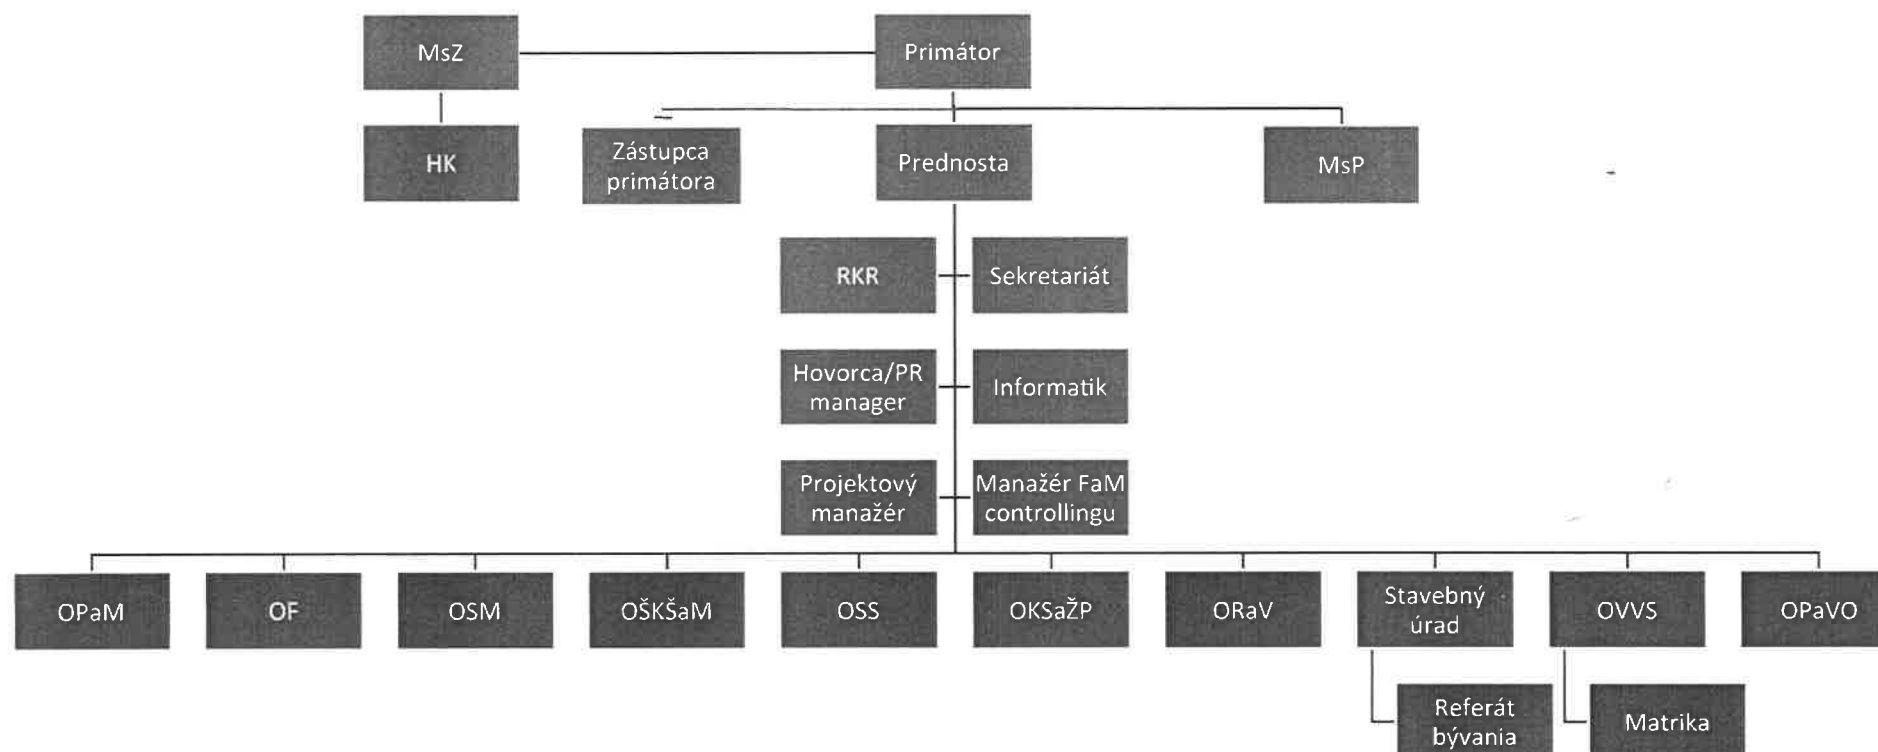 MsZ
Primátor
HK
Zástupca
primátora
Prednosta
MsP
RKR
Sekretariát
Hovorca/PR
manager
Informatik
Projektový
manažér
Manažér FaM
controllingu
OPaM
OF
OSM
OŠKŠaM
OSS
OKSaŽP
ORaV
Stavebný
úrad
OVVS
OPaVO
Referát
bývania
Matrika